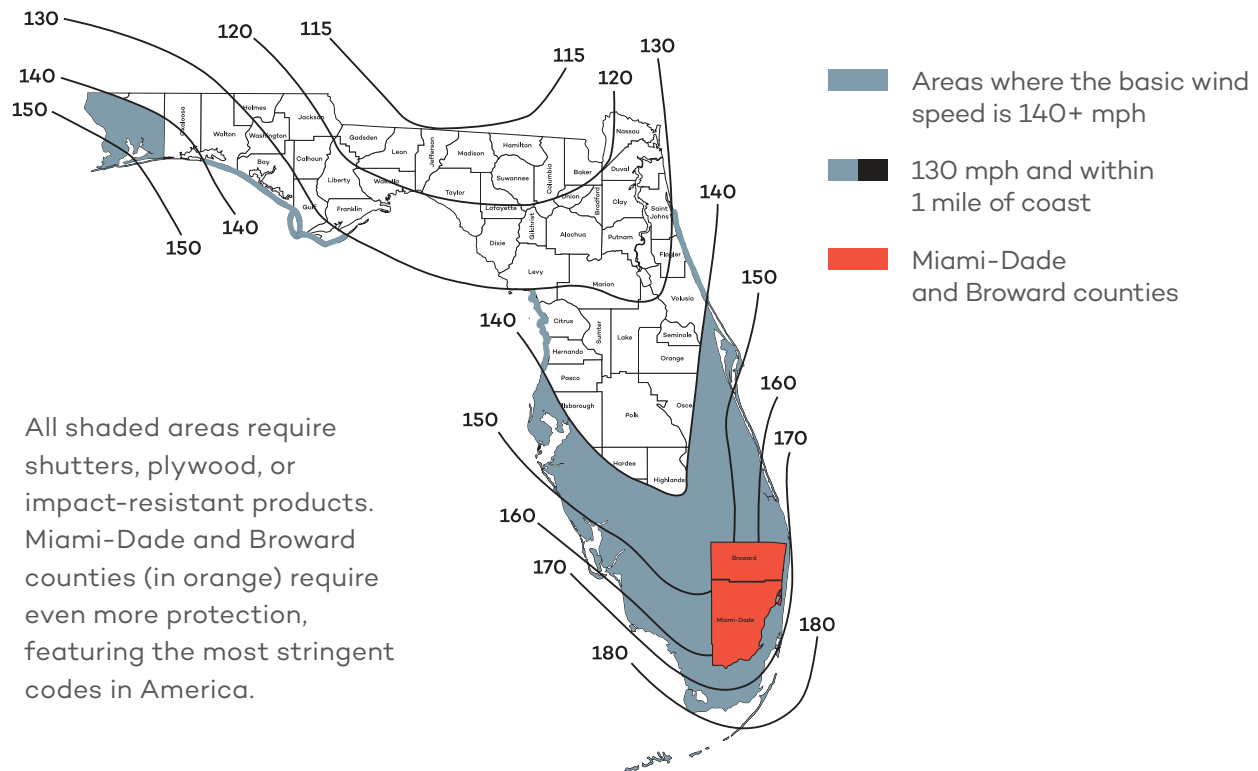 115
130
120
130
115
120
140
150
Holmes
Jackson
Okaloosa
Walton
Washington
Bay
Calhoun
Gulf
Liberty
Franklin
Gadsden
Leon
Wakulla
Jefferson
Madison
Taylor
Hamilton
Suwannee
Lafayette
Columbia
Baker
Union
Bradford
Nassau
Duval
Clay
Saint
Johns
Putnam
Flagler
Dixie
Gilchrist
Alachua
Levy
Marion
Volusia
Citrus
Sumter
Lake
Seminole
Hernando
Orange
Pasco
llsborough
Polk
Osce
Hardee
Highlands
Broward
Miami-Dade
140
150
140
150
140
160
150
170
160
170
180
180
Areas where the basic wind
speed is 140+ mph
130 mph and within
1 mile of coast
Miami-Dade
and Broward counties
All shaded areas require
shutters, plywood, or
impact-resistant products.
Miami-Dade and Broward
counties (in orange) require
even more protection,
featuring the most stringent
codes in America.